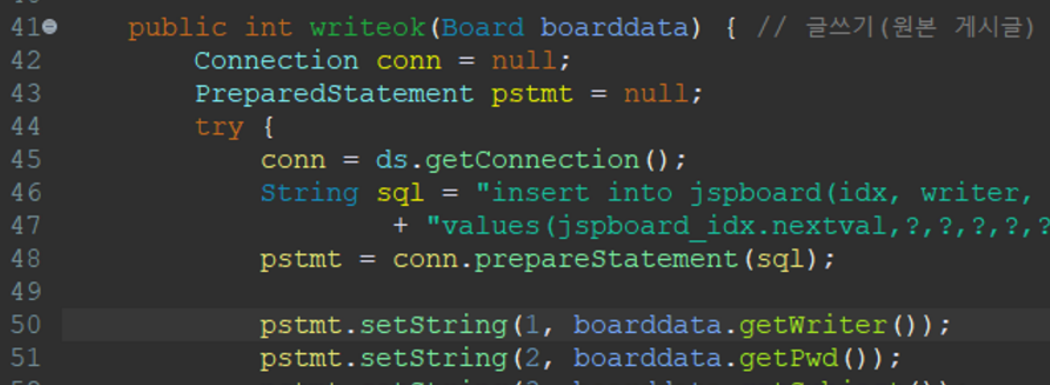 41 public int writeok(Board boarddata) { // 글쓰기(원본 게시글)
42 Connection conn = null;
43 PreparedStatement pstmt = null;
44 try {
45 conn = ds.getConnection();
46 String sql = "insert into jspboard(idx, writer,
47 + "values(jspboard_idx.nextval,?,?,?,?,?
48 pstmt = conn.prepareStatement(sql);
49
50 pstmt.setString(1, boarddata.getWriter());
51 pstmt.setString(2, boarddata.getPwd());